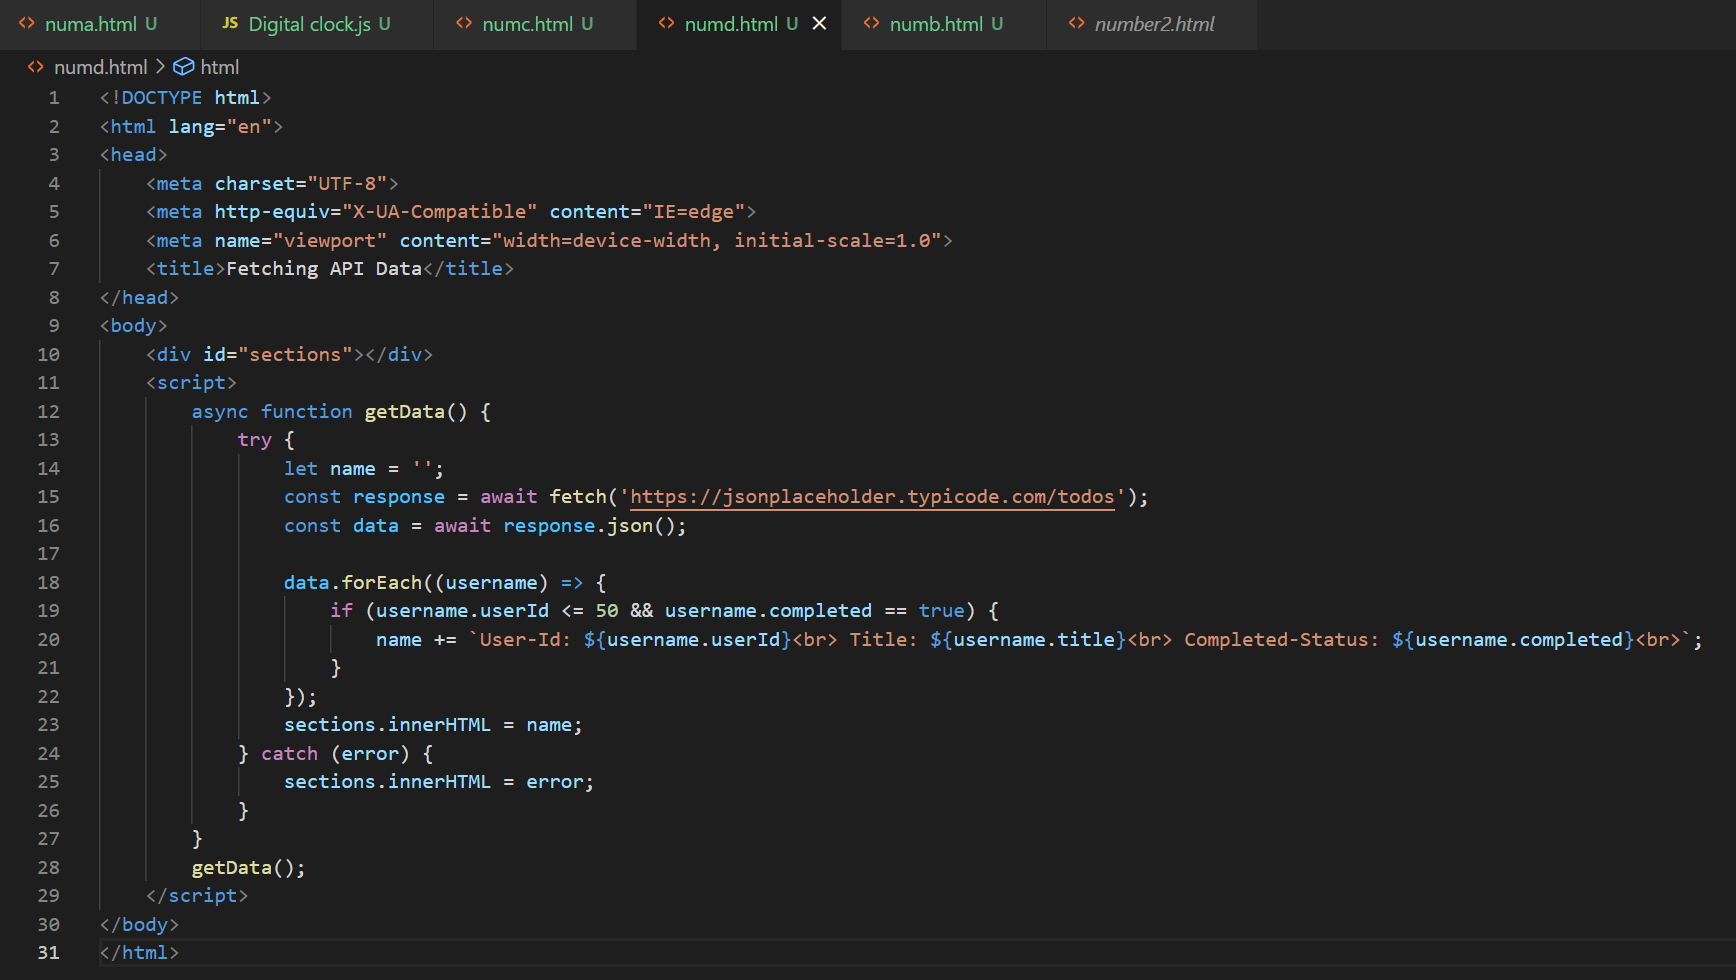 numa.html U JS Digital clock.js U numc.html U numd.html U numb.html U number2.html
numd.html > html
1 <!DOCTYPE html>
2 <html lang="en">
3 <head>
4     <meta charset="UTF-8">
5     <meta http-equiv="X-UA-Compatible" content="IE=edge">
6     <meta name="viewport" content="width=device-width, initial-scale=1.0">
7     <title>Fetching API Data</title>
8 </head>
9 <body>
10     <div id="sections"></div>
11     <script>
12         async function getData() {
13             try {
14                 let name = '';
15                 const response = await fetch('https://jsonplaceholder.typicode.com/todos');
16                 const data = await response.json();
17
18                 data.forEach((username) => {
19                     if (username.userId <= 50 && username.completed == true) {
20                         name += `User-Id: ${username.userId}<br> Title: ${username.title}<br> Completed-Status: ${username.completed}<br>`;
21                     }
22                 });
23                 sections.innerHTML = name;
24             } catch (error) {
25                 sections.innerHTML = error;
26             }
27         }
28         getData();
29     </script>
30 </body>
31 </html>